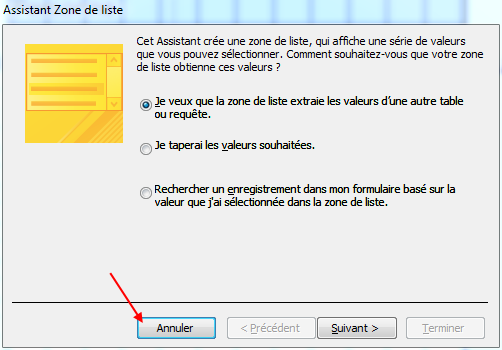 Assistant Zone de liste
Cet Assistant crée une zone de liste, qui affiche une série de valeurs
que vous pouvez sélectionner. Comment souhaitez-vous que votre zone
de liste obtienne ces valeurs ?
Je veux que la zone de liste extraie les valeurs d'une autre table
ou requête.
Je taperai les valeurs souhaitées.
Rechercher un enregistrement dans mon formulaire basé sur la
valeur que j'ai sélectionnée dans la zone de liste.
Annuler < Précédent Suivant > Terminer